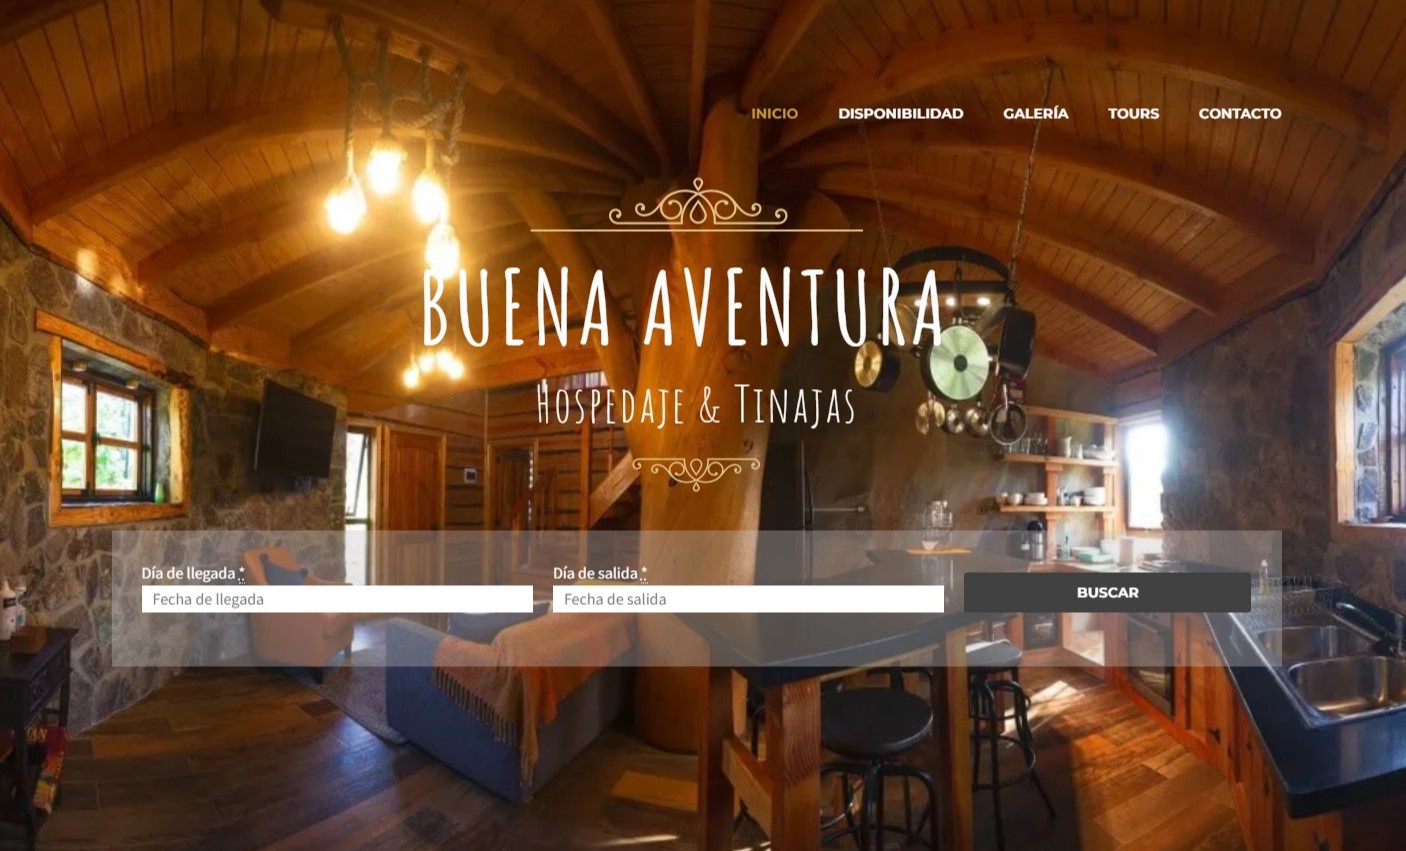 INICIO DISPONIBILIDAD GALERÍA TOURS CONTACTO
BUENA AVENTURA
HOSPEDAJE & TINAJAS
Día de llegada * Día de salida *
Fecha de llegada Fecha de salida BUSCAR